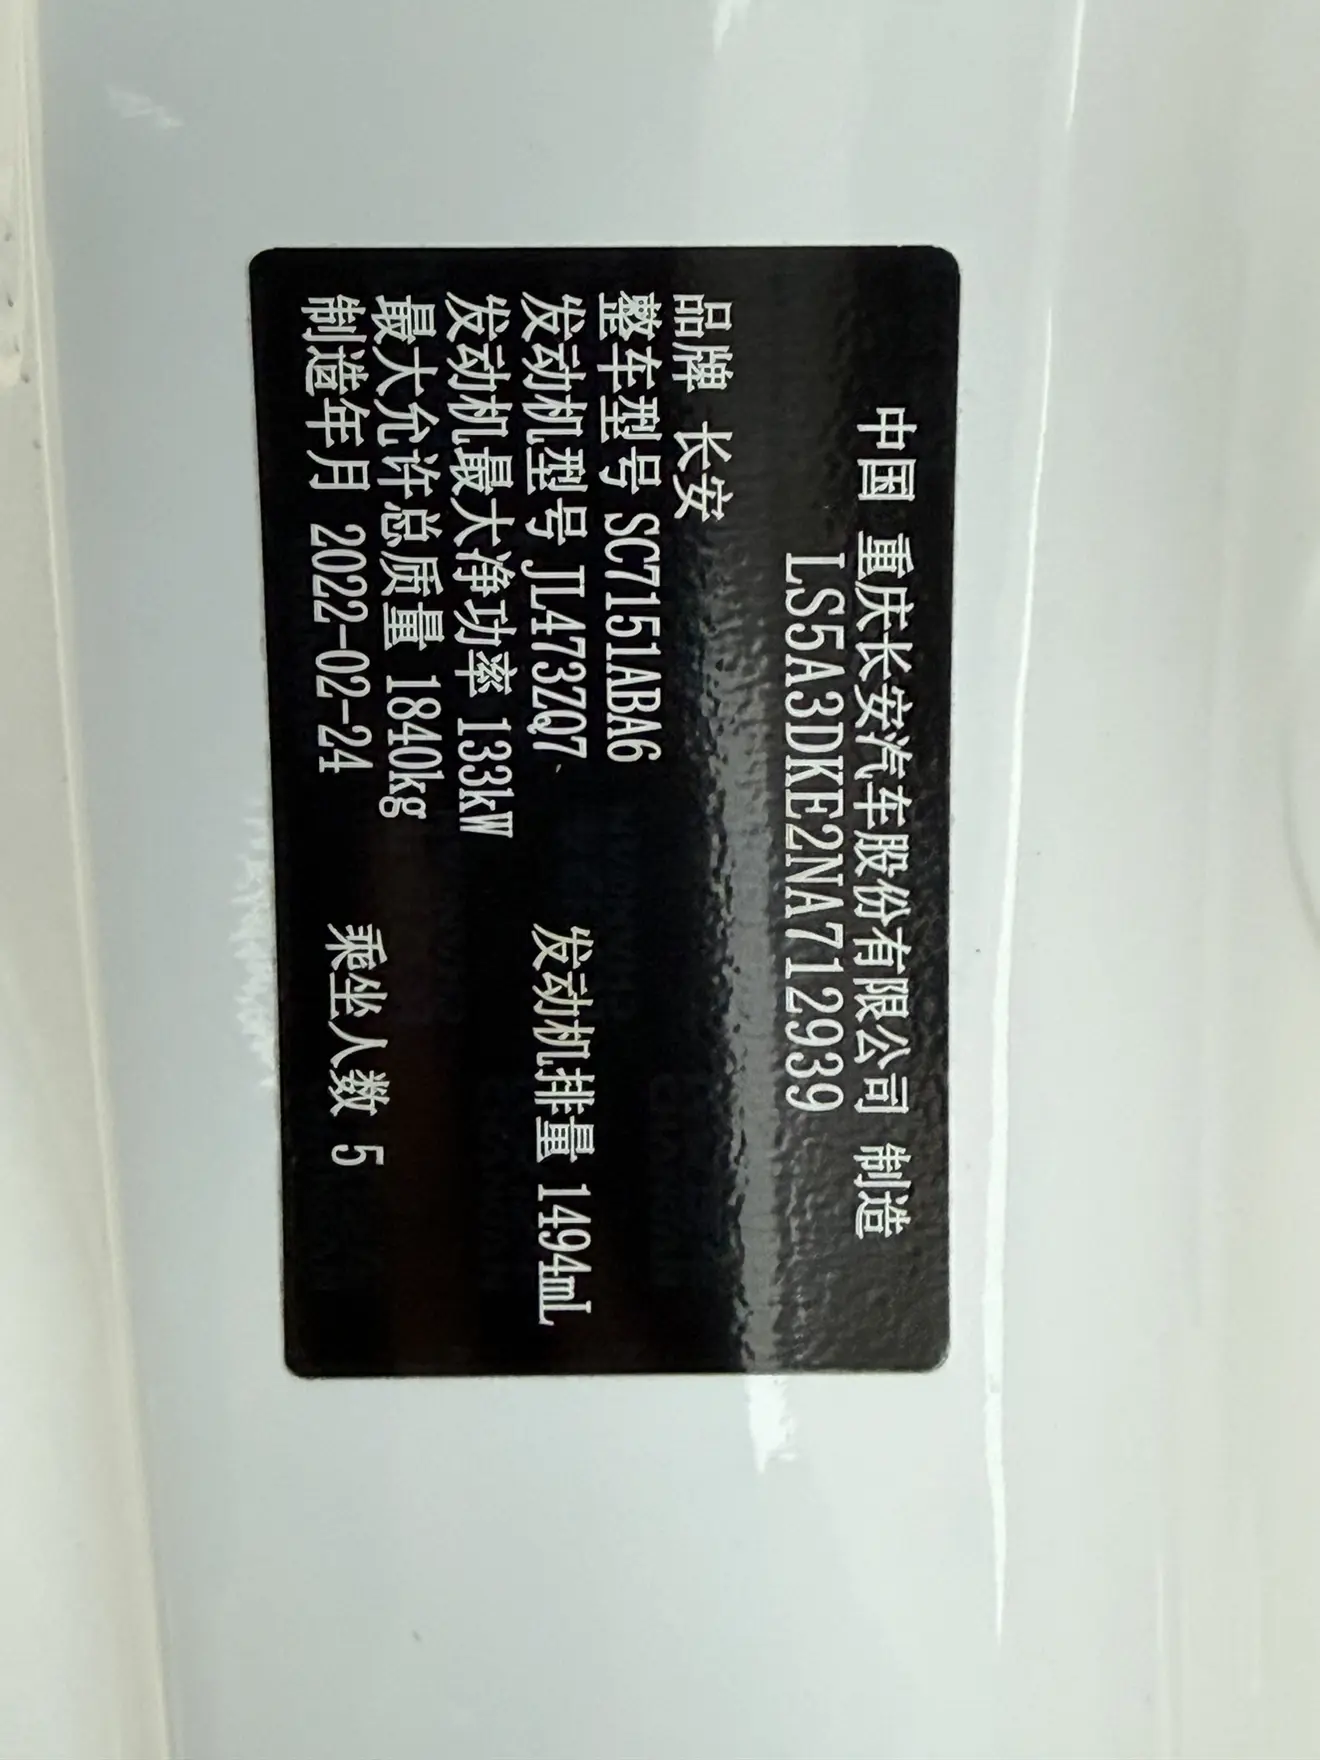 中国 重庆长安汽车股份有限公司 制造
LS5A3DKE2NA712939
品牌 长安
整车型号 SC7151ABA6
发动机型号 JL473ZQ7 发动机排量 1494mL
发动机最大净功率 133kW
最大允许总质量 1840kg
制造年月 2022-02-24 乘坐人数 5